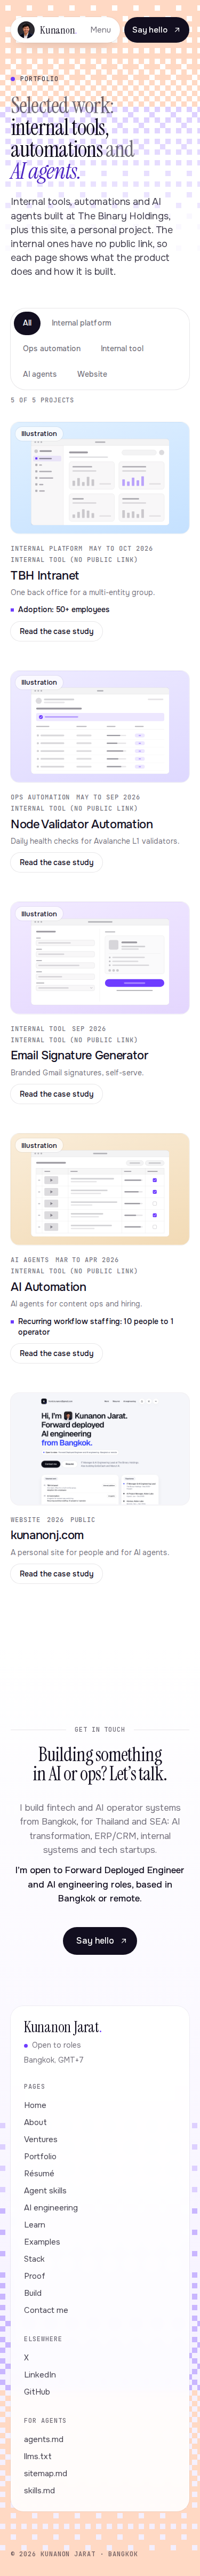 Kunanon.
Menu
Say hello
PORTFOLIO
Selected work:
internal tools,
automations and
AI agents.
Internal tools, automations and AI
agents built at The Binary Holdings,
plus this site, a personal project. The
internal ones have no public link, so
each page shows what the product
does and how it is built.
All
Internal platform
Ops automation
Internal tool
AI agents
Website
5 OF 5 PROJECTS
Illustration
INTERNAL PLATFORM MAY TO OCT 2026
INTERNAL TOOL (NO PUBLIC LINK)
TBH Intranet
One back office for a multi-entity group.
Adoption: 50+ employees
Read the case study
Illustration
OPS AUTOMATION MAY TO SEP 2026
INTERNAL TOOL (NO PUBLIC LINK)
Node Validator Automation
Daily health checks for Avalanche L1 validators.
Read the case study
Illustration
INTERNAL TOOL SEP 2026
INTERNAL TOOL (NO PUBLIC LINK)
Email Signature Generator
Branded Gmail signatures, self-serve.
Read the case study
Illustration
AI AGENTS MAR TO APR 2026
INTERNAL TOOL (NO PUBLIC LINK)
AI Automation
AI agents for content ops and hiring.
Recurring workflow staffing: 10 people to 1
operator
Read the case study
Hi, I'm Kunanon Jarat.
Forward deployed
AI engineering
from Bangkok.
WEBSITE 2026 PUBLIC
kunanonj.com
A personal site for people and for AI agents.
Read the case study
GET IN TOUCH
Building something
in AI or ops? Let's talk.
I build fintech and AI operator systems
from Bangkok, for Thailand and SEA: AI
transformation, ERP/CRM, internal
systems and tech startups.
I'm open to Forward Deployed Engineer
and AI engineering roles, based in
Bangkok or remote.
Say hello
Kunanon Jarat.
Open to roles
Bangkok, GMT+7
PAGES
Home
About
Ventures
Portfolio
Résumé
Agent skills
AI engineering
Learn
Examples
Stack
Proof
Build
Contact me
ELSEWHERE
X
LinkedIn
GitHub
FOR AGENTS
agents.md
llms.txt
sitemap.md
skills.md
© 2026 KUNANON JARAT · BANGKOK